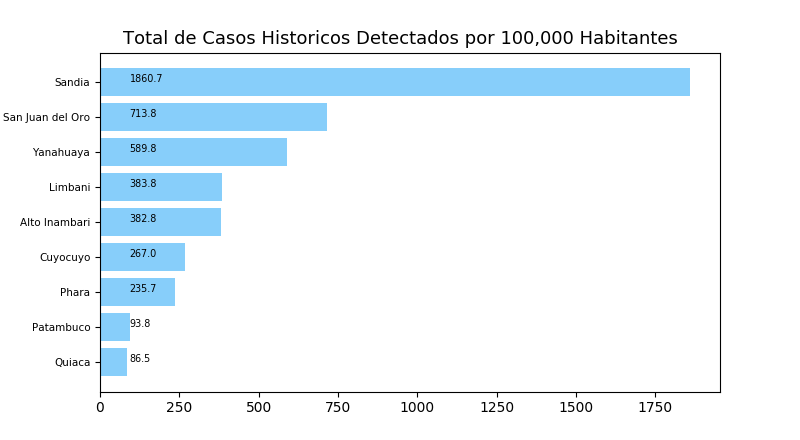 Total de Casos Historicos Detectados por 100,000 Habitantes
Sandia 1860.7
San Juan del Oro 713.8
Yanahuaya 589.8
Limbani 383.8
Alto Inambari 382.8
Cuyocuyo 267.0
Phara 235.7
Patambuco 93.8
Quiaca 86.5
0 250 500 750 1000 1250 1500 1750